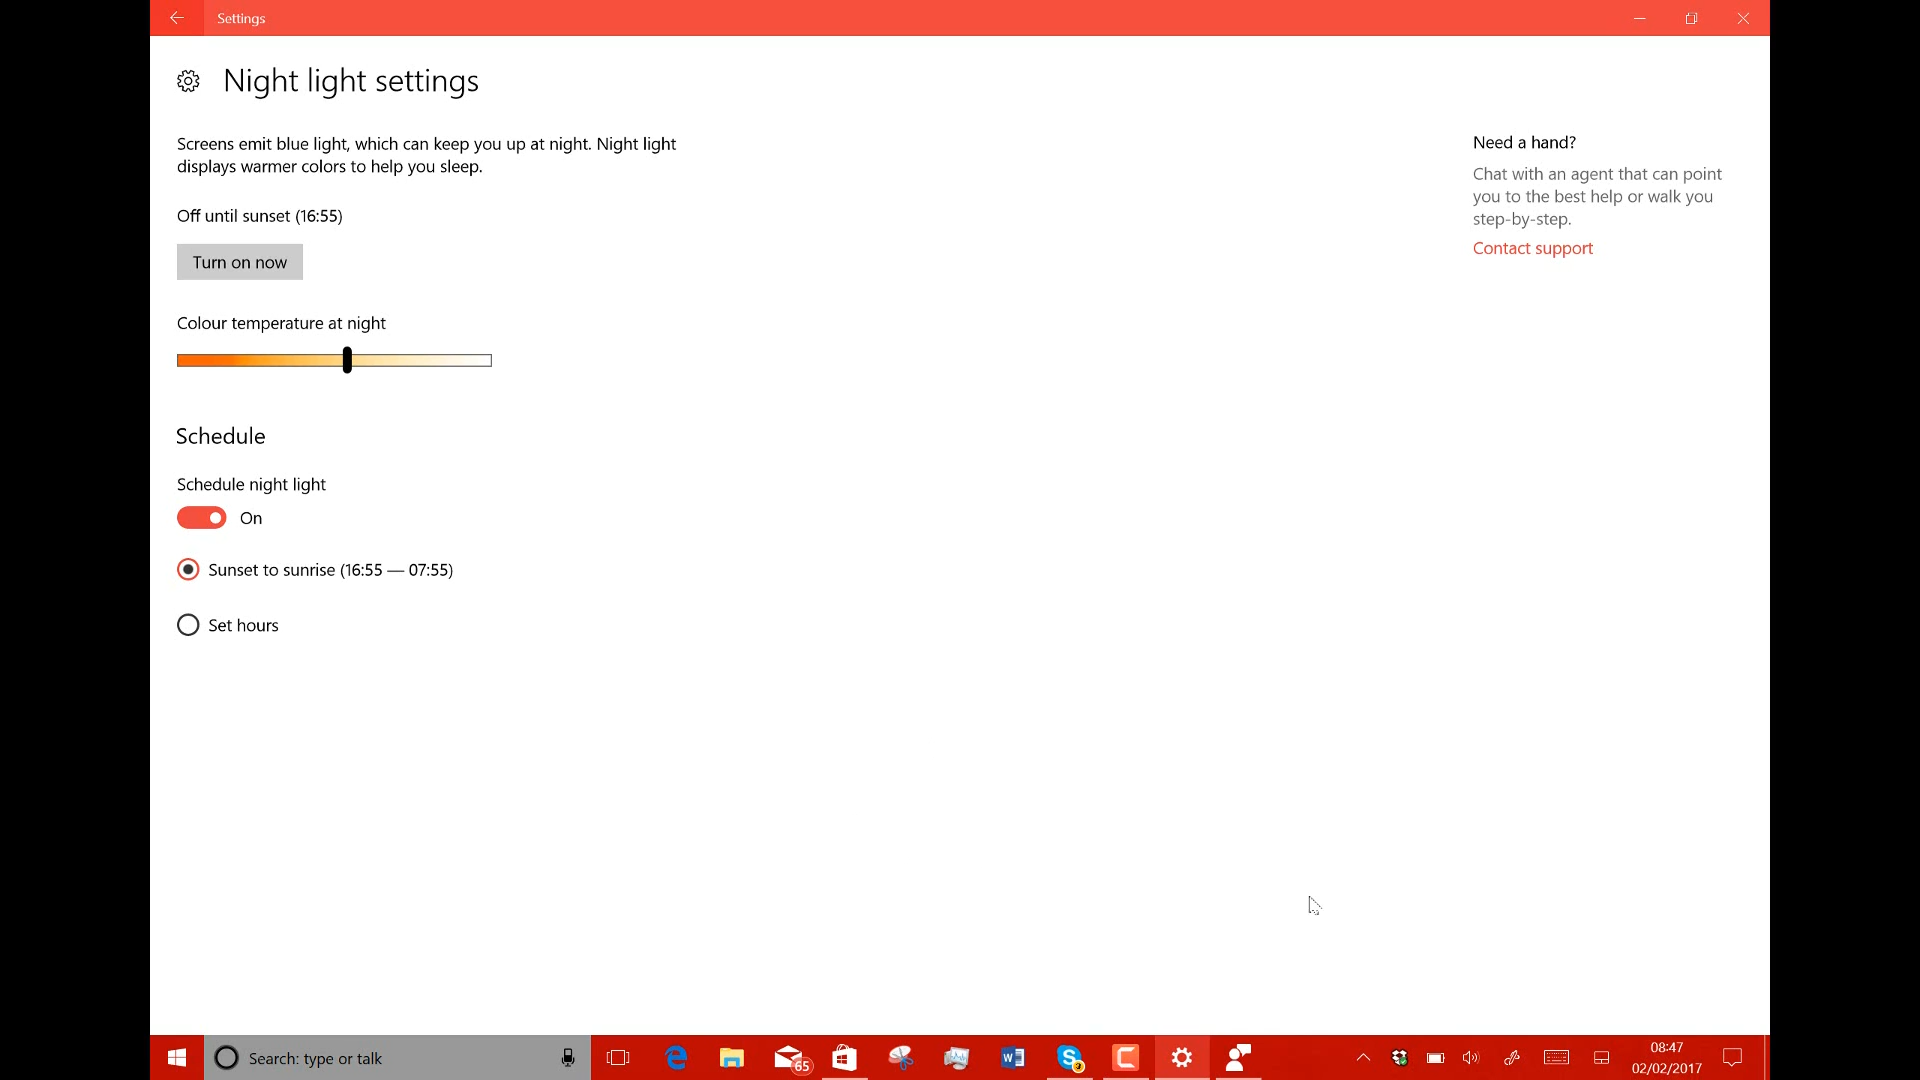 Settings
Night light settings
Screens emit blue light, which can keep you up at night. Night light
displays warmer colors to help you sleep.
Off until sunset (16:55)
Turn on now
Colour temperature at night
Schedule
Schedule night light
On
Sunset to sunrise (16:55 — 07:55)
Set hours
Need a hand?
Chat with an agent that can point
you to the best help or walk you
step-by-step.
Contact support
Search: type or talk
65
08:47
02/02/2017